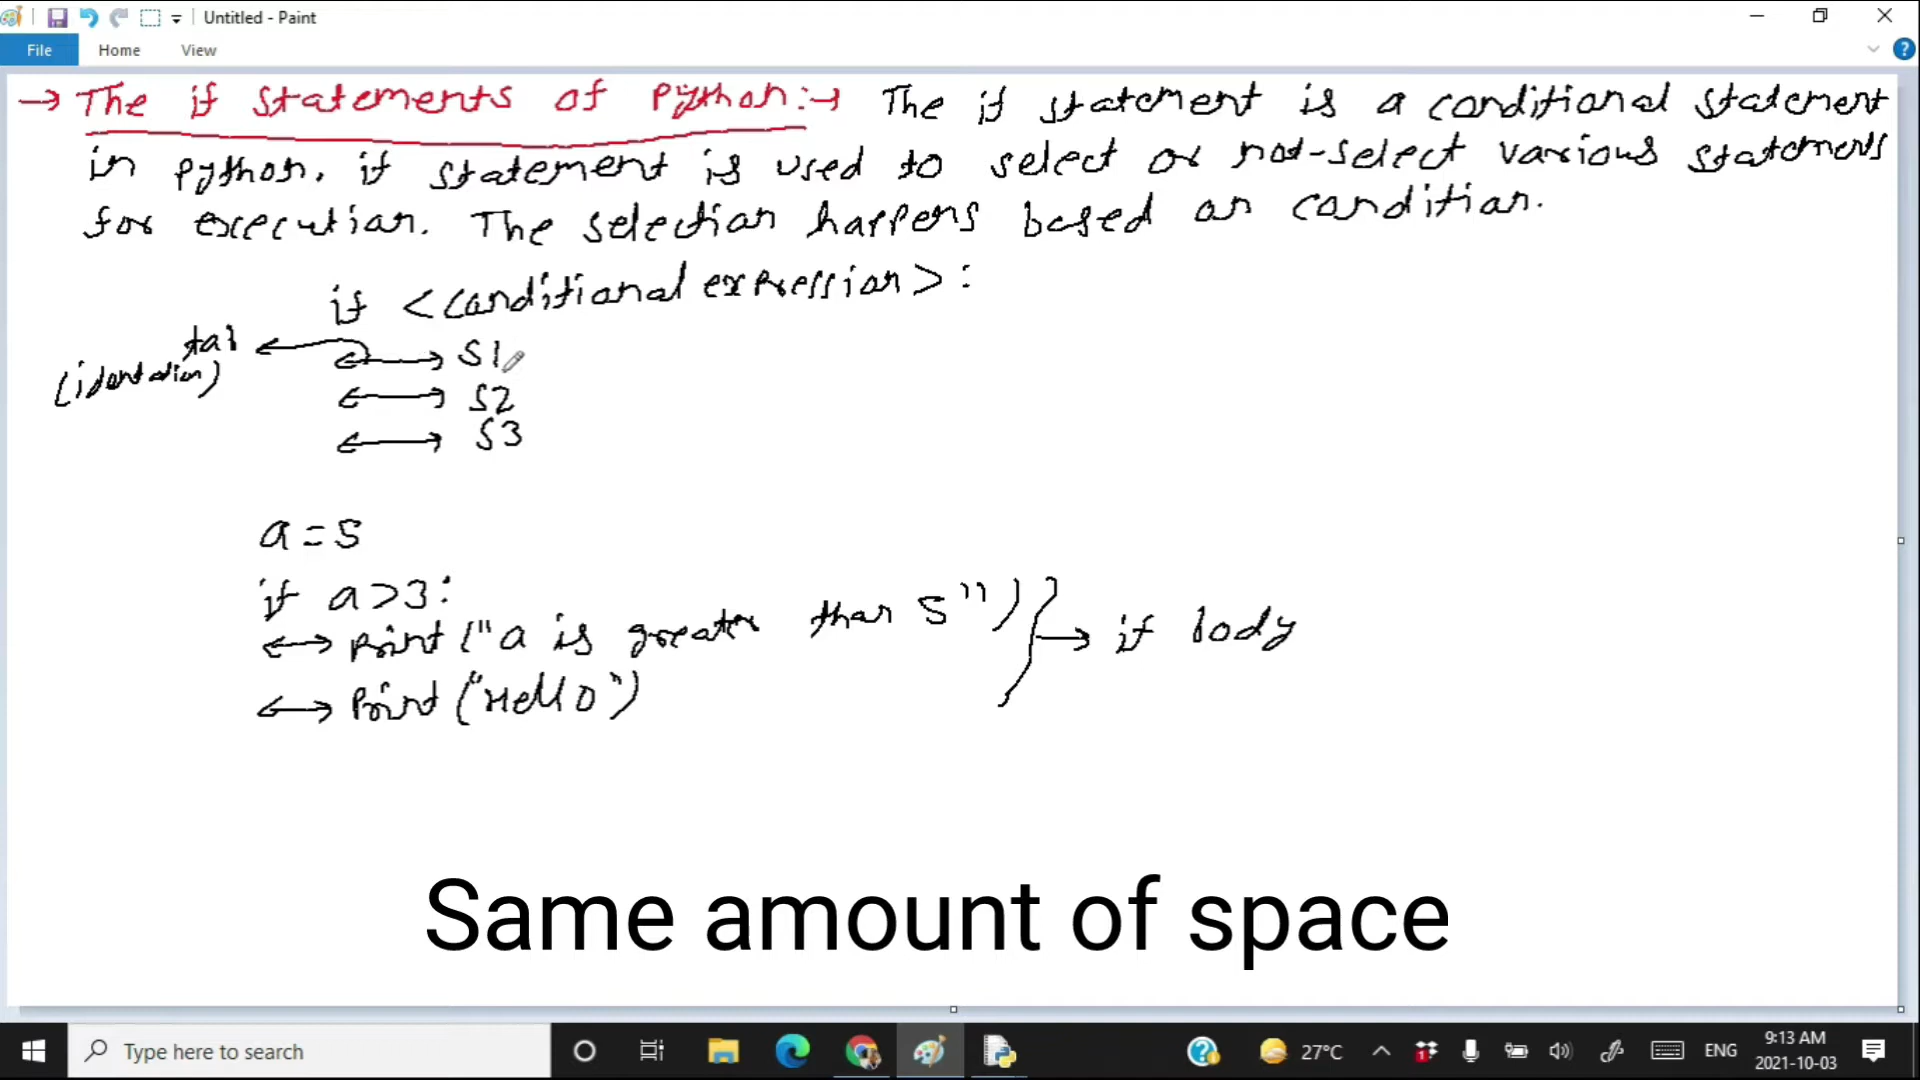 Untitled - Paint
File Home View
→ The if statements of Python:→ The if statement is a conditional statement
in python. if statement is used to select or not-select various statements
for execution. The selection happens based on condition.
if <conditional expression>:
tab
(identation)
S1
S2
S3
a=5
if a>3:
print("a is greater than 5")
print("Hello")
→ if body
Same amount of space
Type here to search
27°C
ENG
9:13 AM
2021-10-03